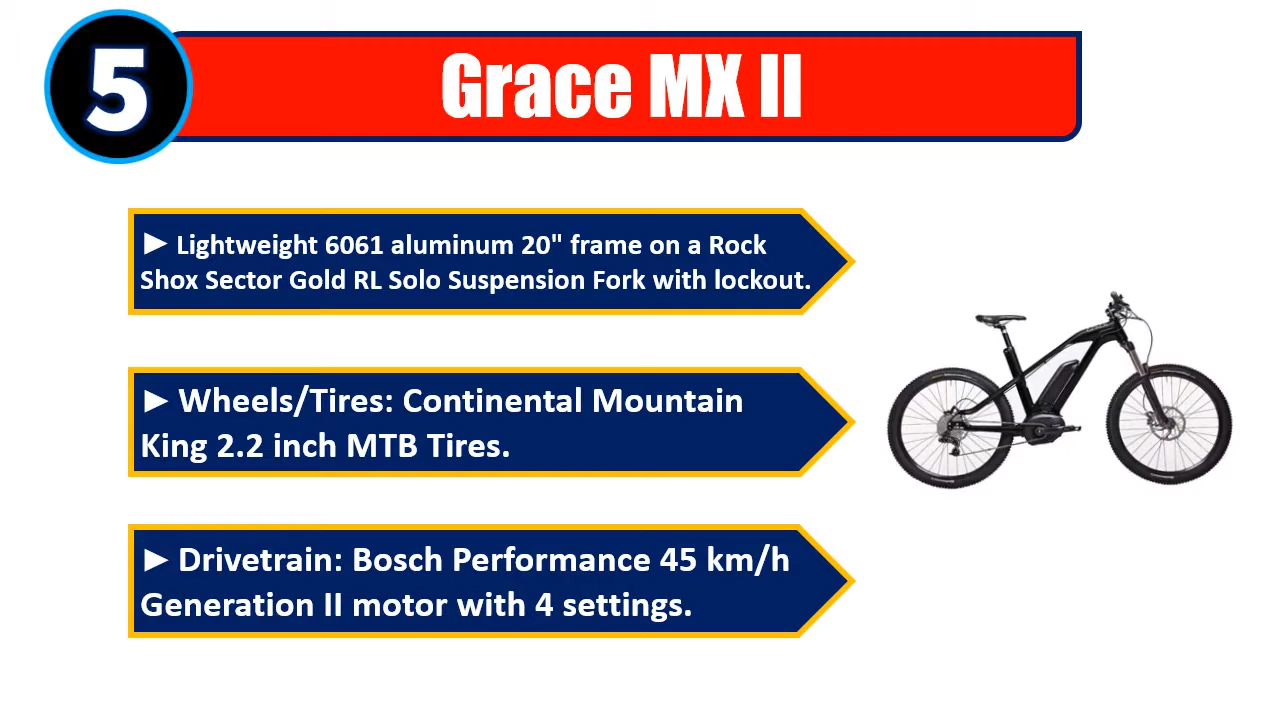 5
Grace MX II
► Lightweight 6061 aluminum 20" frame on a Rock
Shox Sector Gold RL Solo Suspension Fork with lockout.
► Wheels/Tires: Continental Mountain
King 2.2 inch MTB Tires.
► Drivetrain: Bosch Performance 45 km/h
Generation II motor with 4 settings.